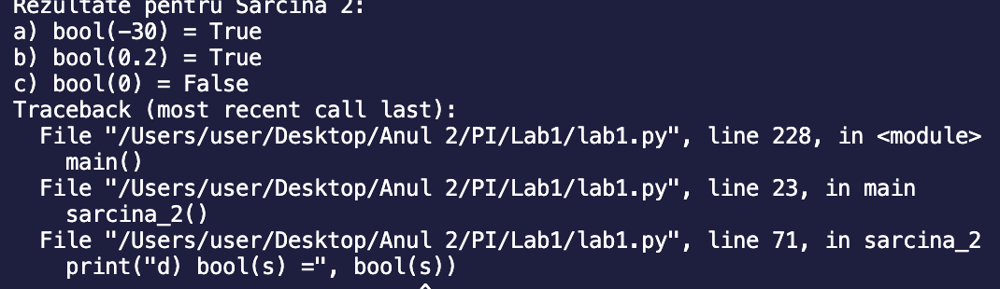 Rezultate pentru Sarcina 2:
a) bool(-30) = True
b) bool(0.2) = True
c) bool(0) = False
Traceback (most recent call last):
  File "/Users/user/Desktop/Anul 2/PI/Lab1/lab1.py", line 228, in <module>
    main()
  File "/Users/user/Desktop/Anul 2/PI/Lab1/lab1.py", line 23, in main
    sarcina_2()
  File "/Users/user/Desktop/Anul 2/PI/Lab1/lab1.py", line 71, in sarcina_2
    print("d) bool(s) =", bool(s))
                               ^